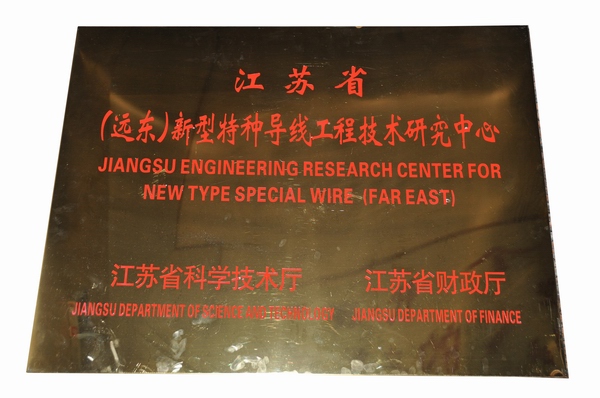 江苏省
（远东）新型特种导线工程技术研究中心
JIANGSU ENGINEERING RESEARCH CENTER FOR
NEW TYPE SPECIAL WIRE (FAR EAST)
江苏省科学技术厅 江苏省财政厅
JIANGSU DEPARTMENT OF SCIENCE AND TECHNOLOGY JIANGSU DEPARTMENT OF FINANCE